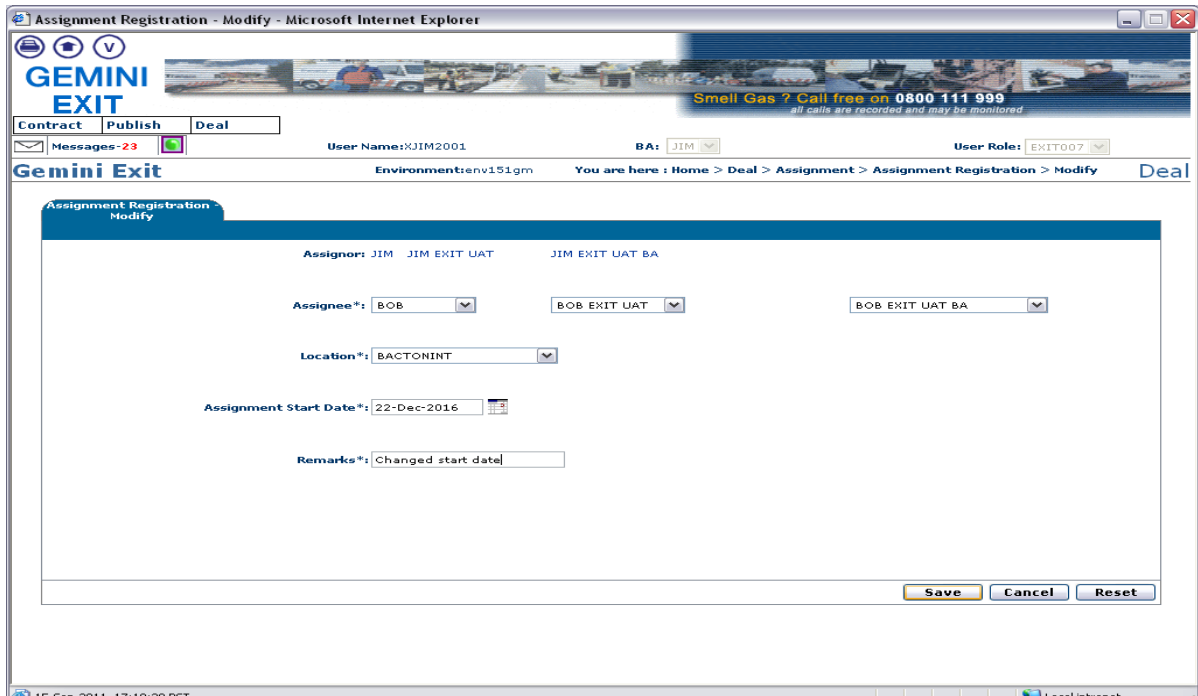 Assignment Registration - Modify - Microsoft Internet Explorer
V
GEMINI
EXIT
Smell Gas ? Call free on 0800 111 999
all calls are recorded and may be monitored
Contract Publish Deal
Messages-23 User Name:XJIM2001 BA: JIM User Role: EXIT007
Gemini Exit Environment:env151gm You are here : Home > Deal > Assignment > Assignment Registration > Modify Deal
Assignment Registration -
Modify
Assignor: JIM JIM EXIT UAT JIM EXIT UAT BA
Assignee*: BOB BOB EXIT UAT BOB EXIT UAT BA
Location*: BACTONINT
Assignment Start Date*: 22-Dec-2016
Remarks*: Changed start date
Save Cancel Reset
Local intranet